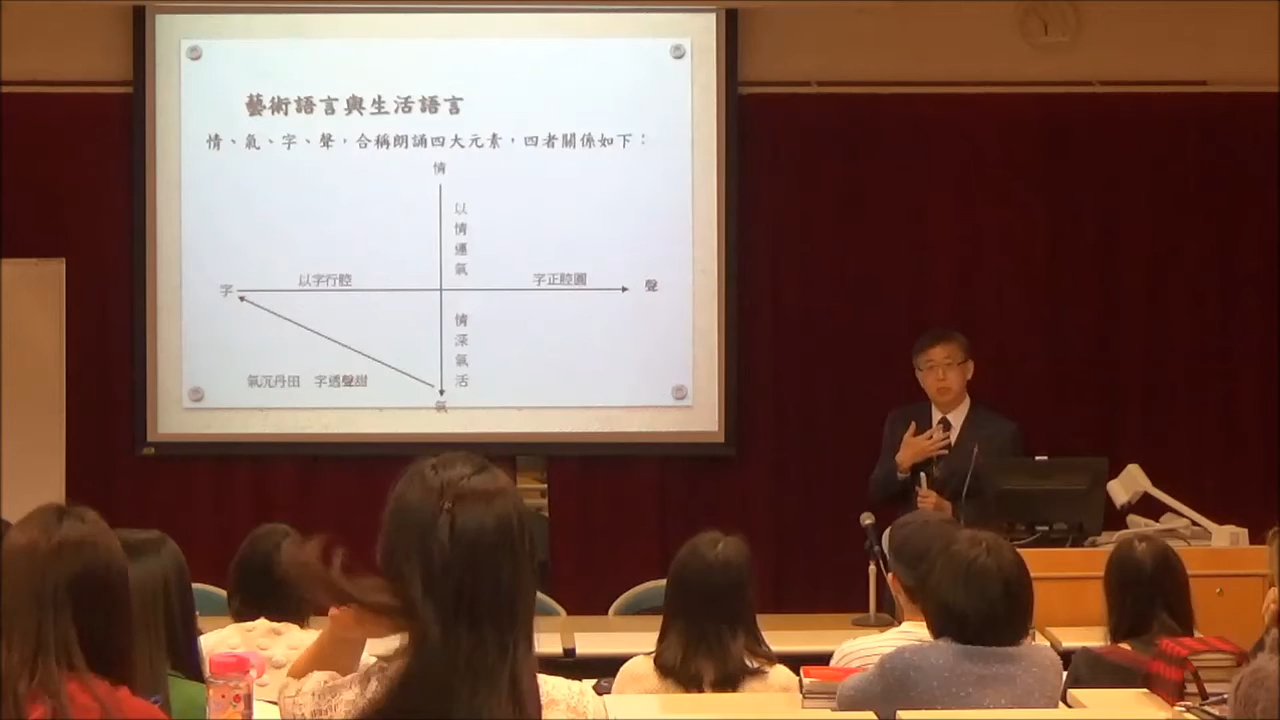 藝術語言與生活語言
情、氣、字、聲，合稱朗誦四大元素，四者關係如下：
情
以情運氣
以字行腔
字正腔圓
字
聲
情深氣活
氣沉丹田 字透聲甜
氣